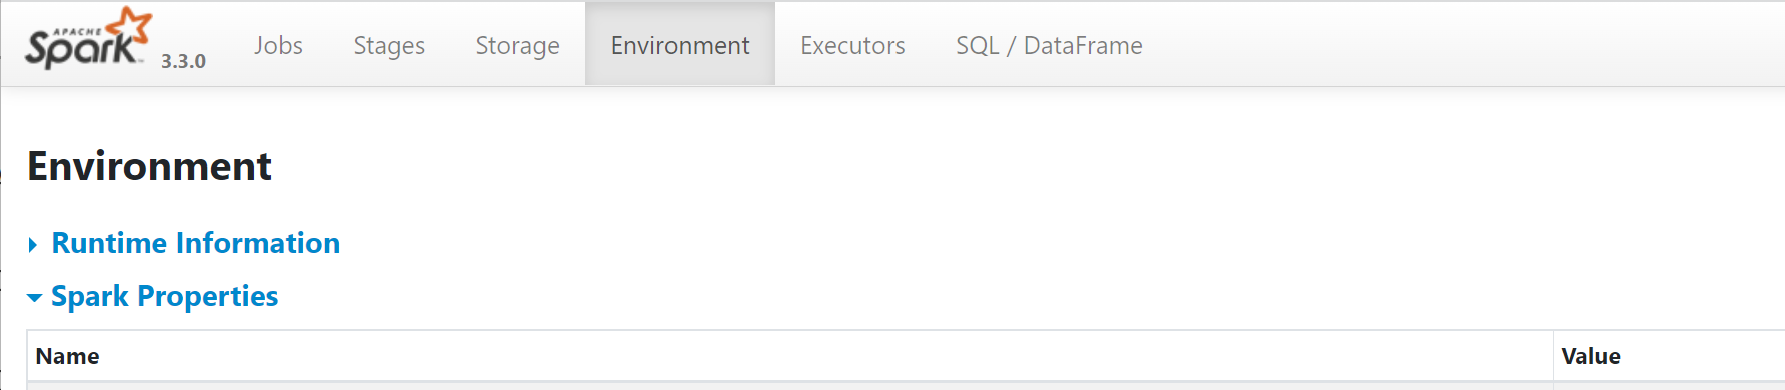 APACHE
Spark 3.3.0 Jobs Stages Storage Environment Executors SQL / DataFrame
Environment
Runtime Information
Spark Properties
Name Value